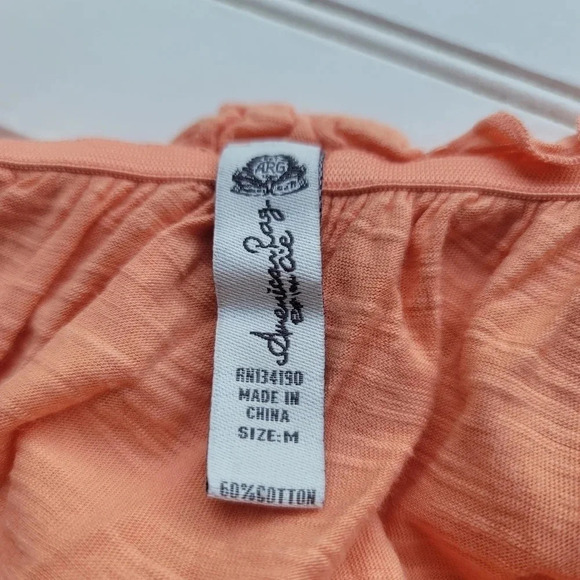 ARG
American Rag
Cie
RN134190
MADE IN
CHINA
SIZE:M
60%COTTON